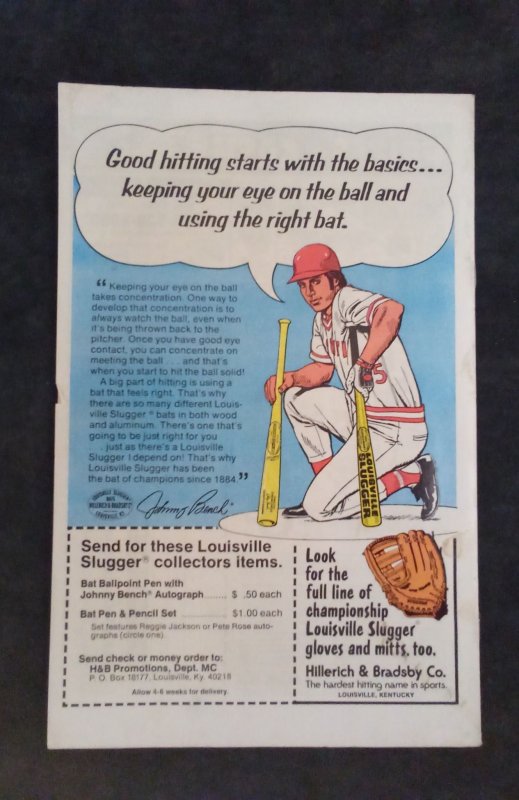 Good hitting starts with the basics...
keeping your eye on the ball and
using the right bat.
“ Keeping your eye on the ball
takes concentration. One way to
develop that concentration is to
always watch the ball, even when
it's being thrown back to the
pitcher. Once you have good eye
contact, you can concentrate on
meeting the ball . . . and that's
when you start to hit the ball solid!
A big part of hitting is using a
bat that feels right. That's why
there are so many different Louis-
ville Slugger® bats in both wood
and aluminum. There's one that's
going to be just right for you
. . . just as there's a Louisville
Slugger I depend on! That's why
Louisville Slugger has been
the bat of champions since 1884.”
Johnny Bench
5
LOUISVILLE
SLUGGER
Send for these Louisville
Slugger® collectors items.
Bat Ballpoint Pen with
Johnny Bench Autograph ...... $ .50 each
Bat Pen & Pencil Set ............ $1.00 each
Set features Reggie Jackson or Pete Rose auto-
graphs (circle one).
Send check or money order to:
H&B Promotions, Dept. MC
P. O. Box 18177, Louisville, Ky. 40218
Allow 4-6 weeks for delivery.
Look
for the
full line of
championship
Louisville Slugger
gloves and mitts, too.
Hillerich & Bradsby Co.
The hardest hitting name in sports.
LOUISVILLE, KENTUCKY